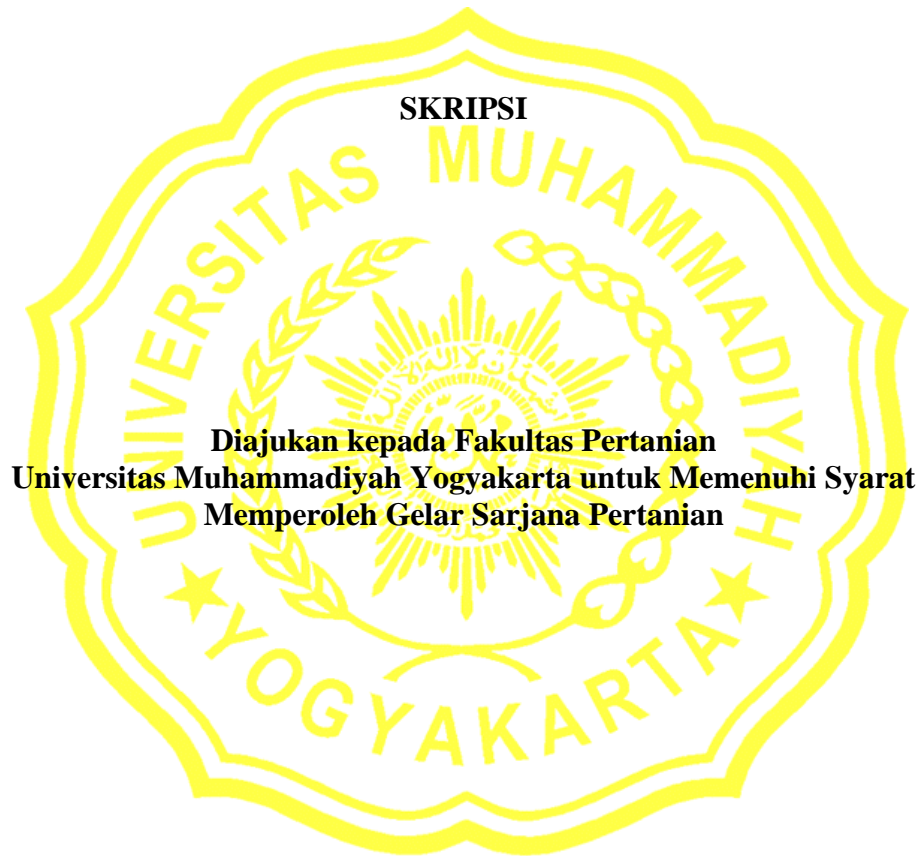 SKRIPSI
UNIVERSITAS MUHAMMADIYAH
Diajukan kepada Fakultas Pertanian
Universitas Muhammadiyah Yogyakarta untuk Memenuhi Syarat
Memperoleh Gelar Sarjana Pertanian
★ YOGYAKARTA ★